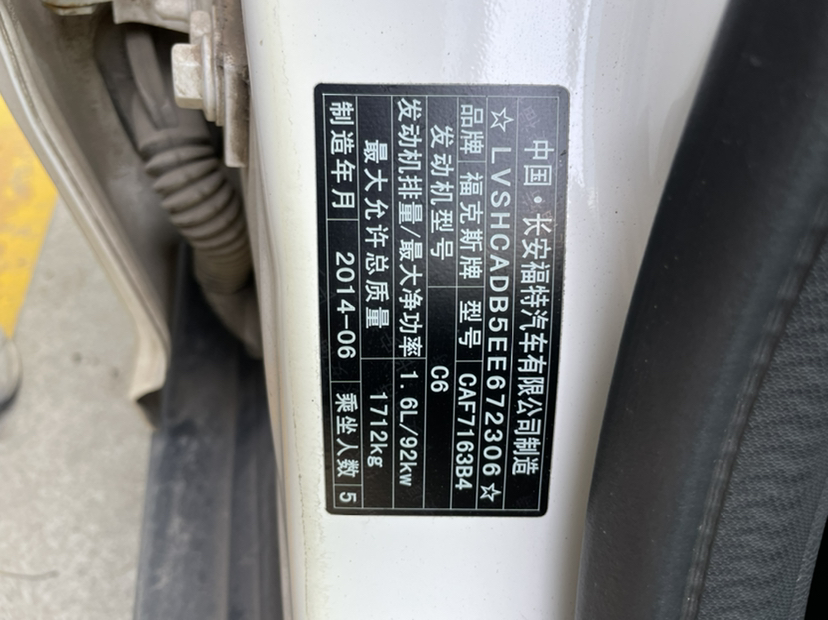 中国·长安福特汽车有限公司制造
☆LVSHCADB5EE672306☆
品牌 福克斯牌 型号 CAF7163B4
发动机型号 C6
发动机排量/最大净功率 1.6L/92kw
最大允许总质量 1712kg
制造年月 2014-06 乘坐人数 5